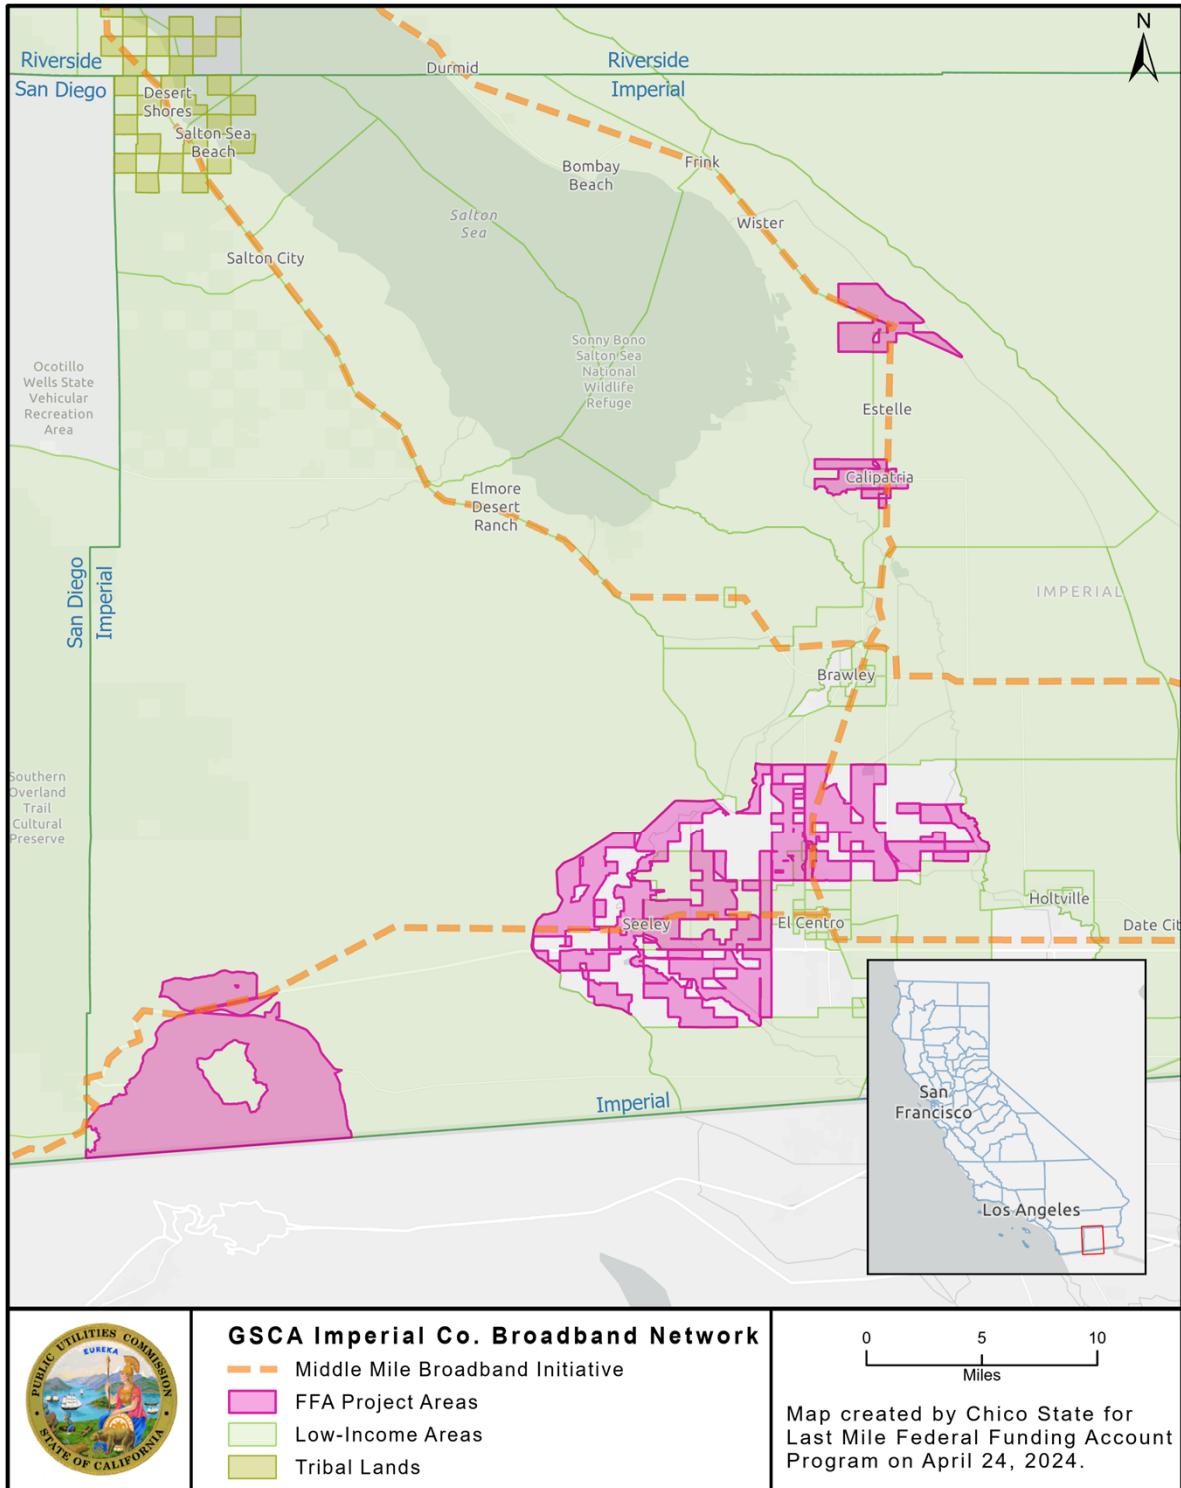 N
Riverside
San Diego
Riverside
Imperial
Durmid
Desert
Shores
Salton Sea
Beach
Bombay
Beach
Frink
Salton
Sea
Wister
Salton City
Sonny Bono
Salton Sea
National
Wildlife
Refuge
Ocotillo
Wells State
Vehicular
Recreation
Area
Estelle
Calipatria
Elmore
Desert
Ranch
San Diego
Imperial
IMPERIAL
Brawley
Southern
Overland
Trail
Cultural
Preserve
Holtville
Seeley
El Centro
Date Cit
Imperial
San
Francisco
Los Angeles
PUBLIC UTILITIES COMMISSION
EUREKA
STATE OF CALIFORNIA
GSCA Imperial Co. Broadband Network
Middle Mile Broadband Initiative
FFA Project Areas
Low-Income Areas
Tribal Lands
0 5 10
Miles
Map created by Chico State for
Last Mile Federal Funding Account
Program on April 24, 2024.